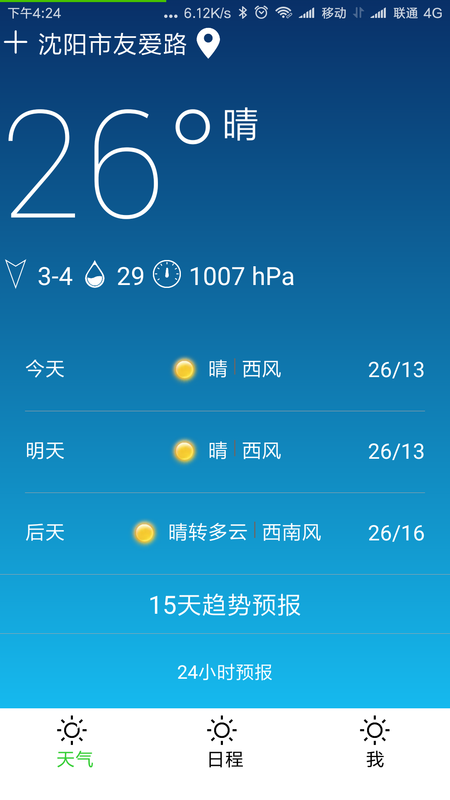 下午4:24 ... 6.12K/s 移动 联通 4G
沈阳市友爱路
26° 晴
3-4 29 1007 hPa
今天 晴 西风 26/13
明天 晴 西风 26/13
后天 晴转多云 西南风 26/16
15天趋势预报
24小时预报
天气 日程 我